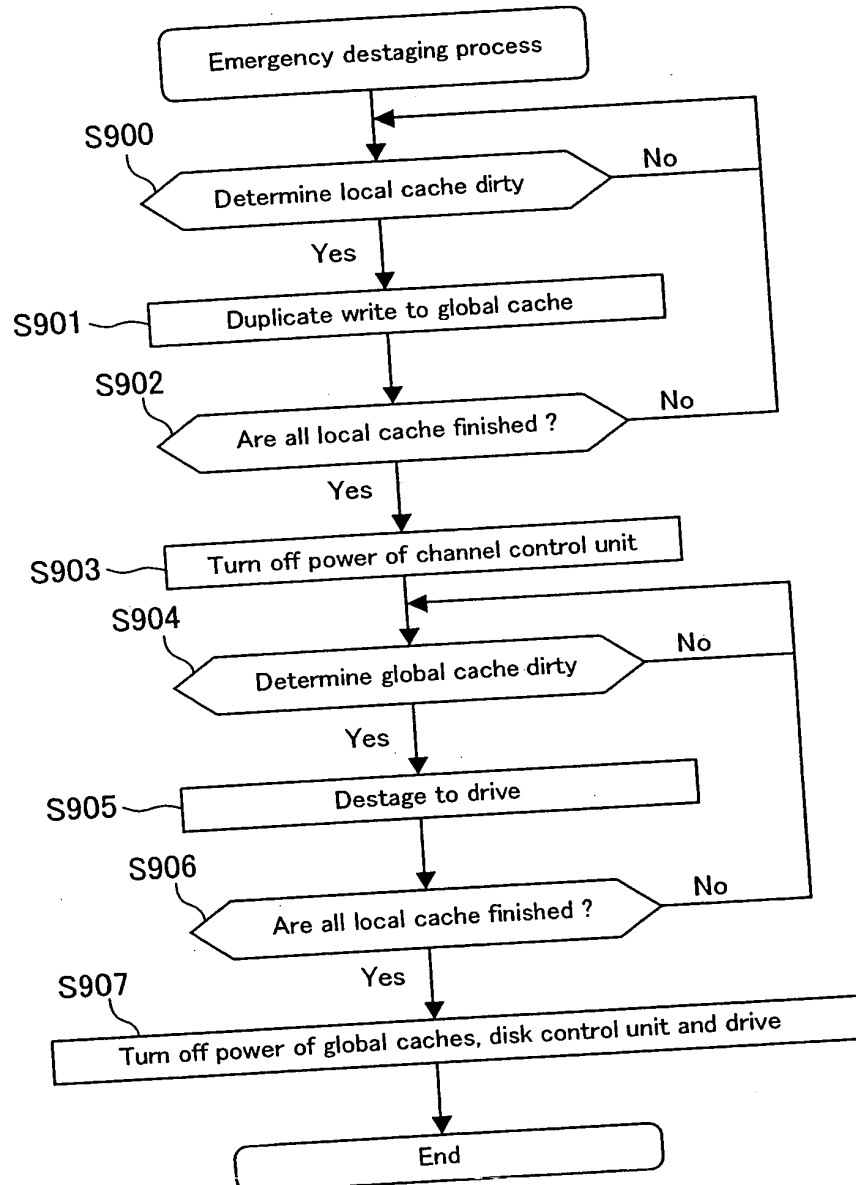 Emergency destaging process
S900
Determine local cache dirty
No
Yes
S901
Duplicate write to global cache
S902
Are all local cache finished ?
No
Yes
S903
Turn off power of channel control unit
S904
Determine global cache dirty
No
Yes
S905
Destage to drive
S906
Are all local cache finished ?
No
Yes
S907
Turn off power of global caches, disk control unit and drive
End